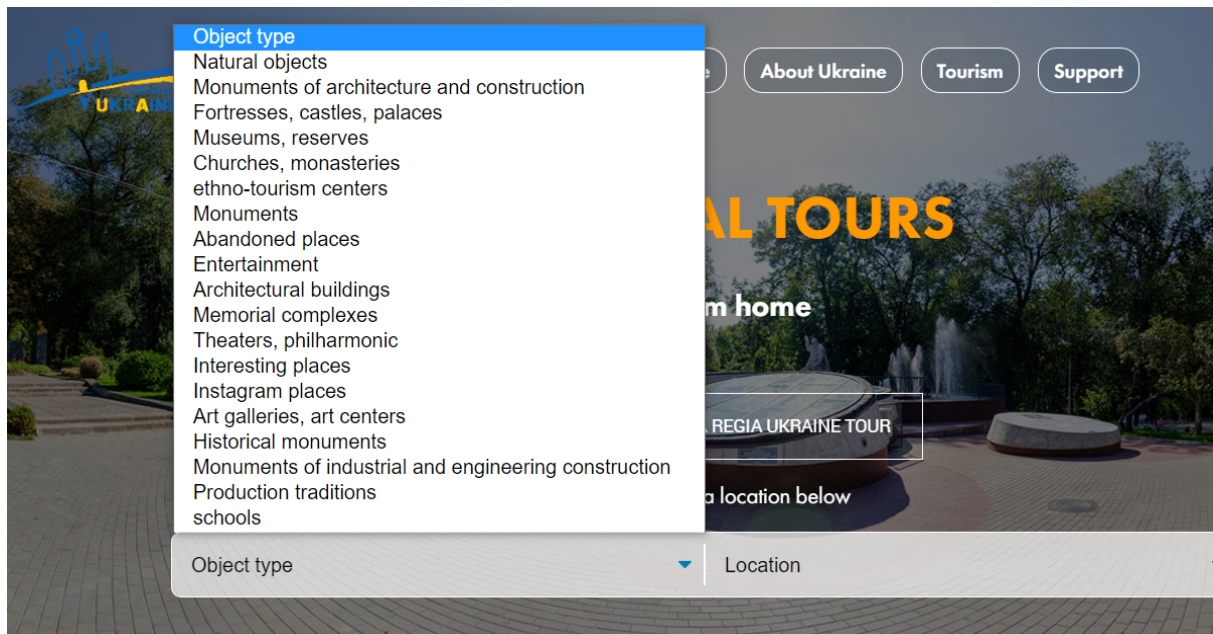 Object type
Natural objects
Monuments of architecture and construction
Fortresses, castles, palaces
Museums, reserves
Churches, monasteries
ethno-tourism centers
Monuments
Abandoned places
Entertainment
Architectural buildings
Memorial complexes
Theaters, philharmonic
Interesting places
Instagram places
Art galleries, art centers
Historical monuments
Monuments of industrial and engineering construction
Production traditions
schools
UKRAINE
About Ukraine
Tourism
Support
AL TOURS
m home
REGIA UKRAINE TOUR
a location below
Object type
Location